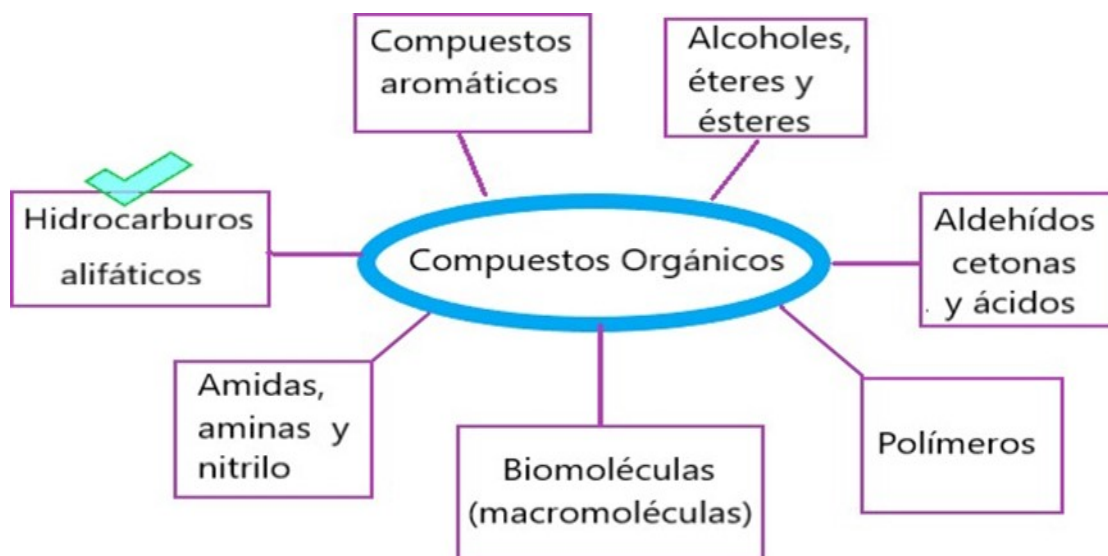 Compuestos
aromáticos
Alcoholes,
éteres y
ésteres
Hidrocarburos
alifáticos
Compuestos Orgánicos
Aldehídos
cetonas
y ácidos
Amidas,
aminas y
nitrilo
Biomoléculas
(macromoléculas)
Polímeros